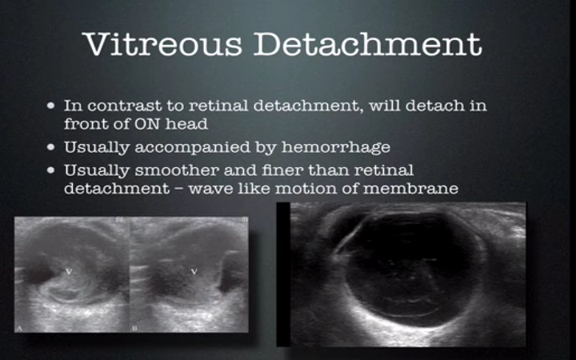 Vitreous Detachment
• In contrast to retinal detachment, will detach in
front of ON head
• Usually accompanied by hemorrhage
• Usually smoother and finer than retinal
detachment – wave like motion of membrane
V
V
A
B